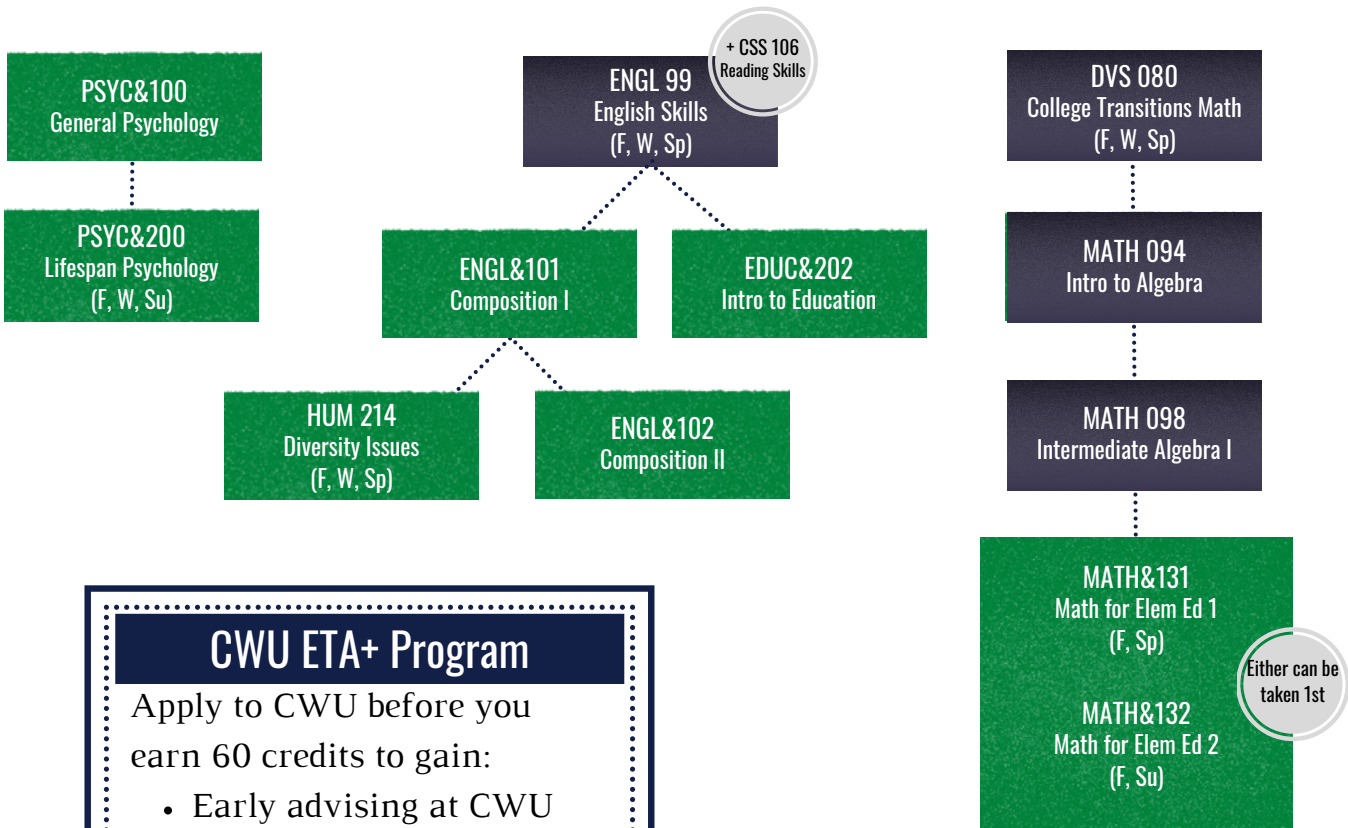 PSYC&100
General Psychology
PSYC&200
Lifespan Psychology
(F, W, Su)
+ CSS 106
Reading Skills
ENGL 99
English Skills
(F, W, Sp)
ENGL&101
Composition I
EDUC&202
Intro to Education
HUM 214
Diversity Issues
(F, W, Sp)
ENGL&102
Composition II
DVS 080
College Transitions Math
(F, W, Sp)
MATH 094
Intro to Algebra
MATH 098
Intermediate Algebra I
MATH&131
Math for Elem Ed 1
(F, Sp)
Either can be
taken 1st
MATH&132
Math for Elem Ed 2
(F, Su)
CWU ETA+ Program
Apply to CWU before you
earn 60 credits to gain:
• Early advising at CWU